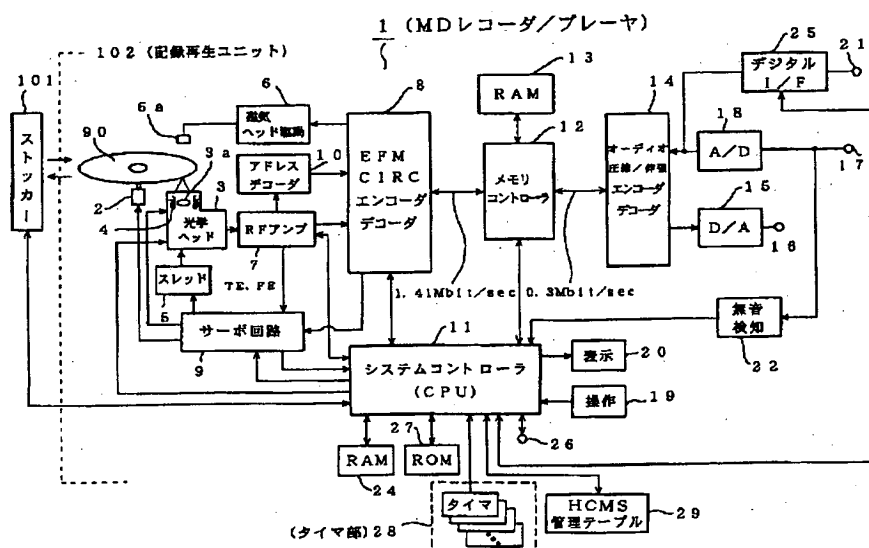 1 (MDレコーダ/プレーヤ)
102 (記録再生ユニット)
101
ストッカー
90
6a
6
磁気
ヘッド駆動
8
EFM
CIRC
エンコーダ
デコーダ
13
RAM
12
メモリ
コントローラ
14
オーディオ
圧縮/伸張
エンコーダ
デコーダ
25
デジタル
I/F
21
18
A/D
17
15
D/A
16
3a
3
2
4
光学
ヘッド
アドレス
デコーダ
10
RFアンプ
7
スレッド
5
TE、FE
1.41Mbit/sec
0.3Mbit/sec
サーボ回路
9
11
システムコントローラ
(CPU)
無音
検知
22
表示
20
操作
19
26
RAM
24
27
ROM
タイマ
(タイマ部)28
HCMS
管理テーブル
29